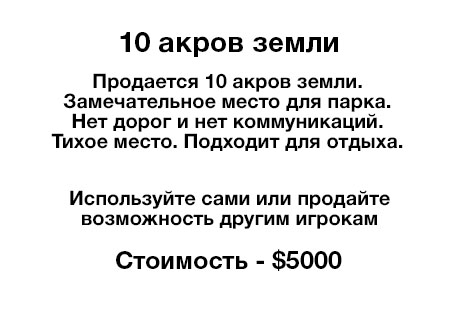 10 акров земли
Продается 10 акров земли.
Замечательное место для парка.
Нет дорог и нет коммуникаций.
Тихое место. Подходит для отдыха.
Используйте сами или продайте
возможность другим игрокам
Стоимость - $5000